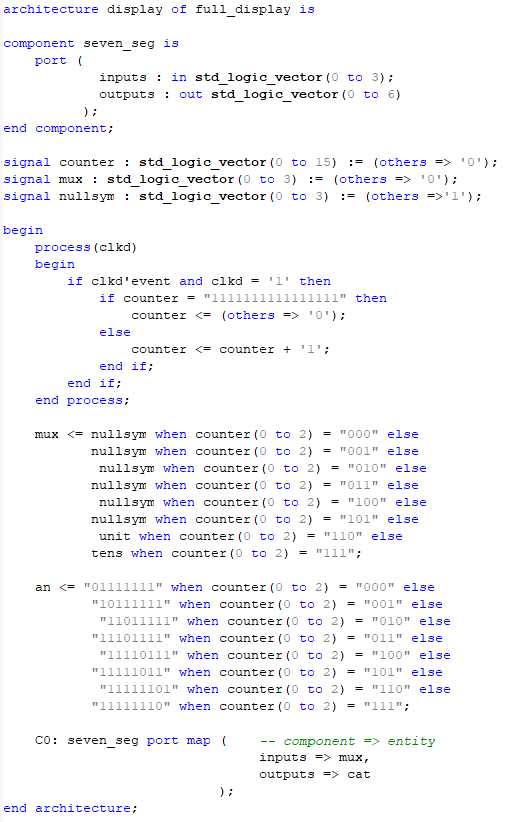 architecture display of full_display is
component seven_seg is
port (
inputs : in std_logic_vector(0 to 3);
outputs : out std_logic_vector(0 to 6)
);
end component;
signal counter : std_logic_vector(0 to 15) := (others => '0');
signal mux : std_logic_vector(0 to 3) := (others => '0');
signal nullsym : std_logic_vector(0 to 3) := (others =>'1');
begin
process(clkd)
begin
if clkd'event and clkd = '1' then
if counter = "1111111111111111" then
counter <= (others => '0');
else
counter <= counter + '1';
end if;
end if;
end process;
mux <= nullsym when counter(0 to 2) = "000" else
nullsym when counter(0 to 2) = "001" else
nullsym when counter(0 to 2) = "010" else
nullsym when counter(0 to 2) = "011" else
nullsym when counter(0 to 2) = "100" else
nullsym when counter(0 to 2) = "101" else
unit when counter(0 to 2) = "110" else
tens when counter(0 to 2) = "111";
an <= "01111111" when counter(0 to 2) = "000" else
"10111111" when counter(0 to 2) = "001" else
"11011111" when counter(0 to 2) = "010" else
"11101111" when counter(0 to 2) = "011" else
"11110111" when counter(0 to 2) = "100" else
"11111011" when counter(0 to 2) = "101" else
"11111101" when counter(0 to 2) = "110" else
"11111110" when counter(0 to 2) = "111";
C0: seven_seg port map ( -- component => entity
inputs => mux,
outputs => cat
);
end architecture;